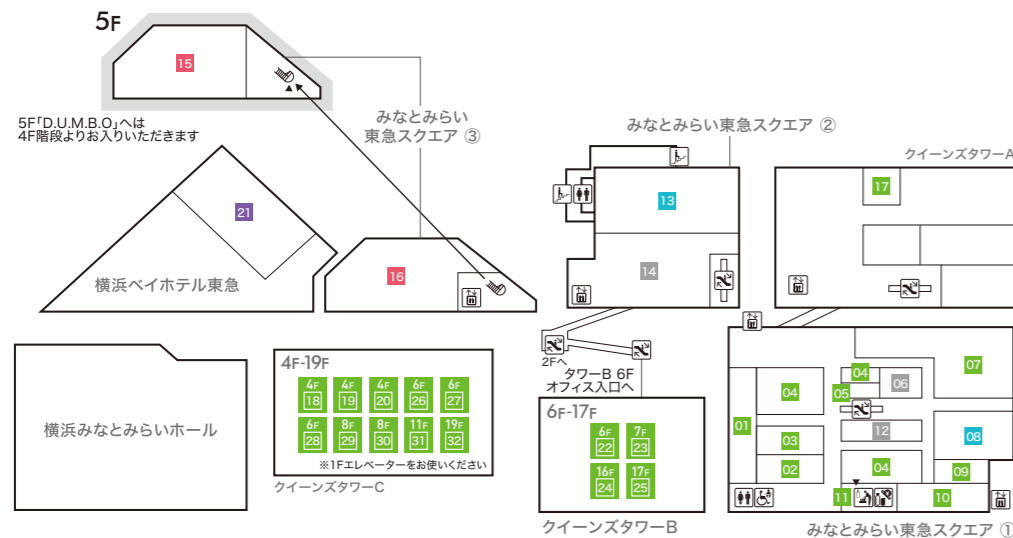 5F
15
5F「D.U.M.B.O」へは
4F階段よりお入りいただきます
みなとみらい
東急スクエア ③
みなとみらい東急スクエア ②
クイーンズタワーA
21
横浜ベイホテル東急
16
13
14
17
2Fへ
タワーB 6F
オフィス入口へ
横浜みなとみらいホール
4F-19F
4F 4F 4F 6F 6F
18 19 20 26 27
6F 8F 8F 11F 19F
28 29 30 31 32
※1Fエレベーターをお使いください
クイーンズタワーC
6F-17F
6F 7F
22 23
16F 17F
24 25
クイーンズタワーB
07
04
04
05
06
01
12
08
03
02
04
09
11
10
みなとみらい東急スクエア ①